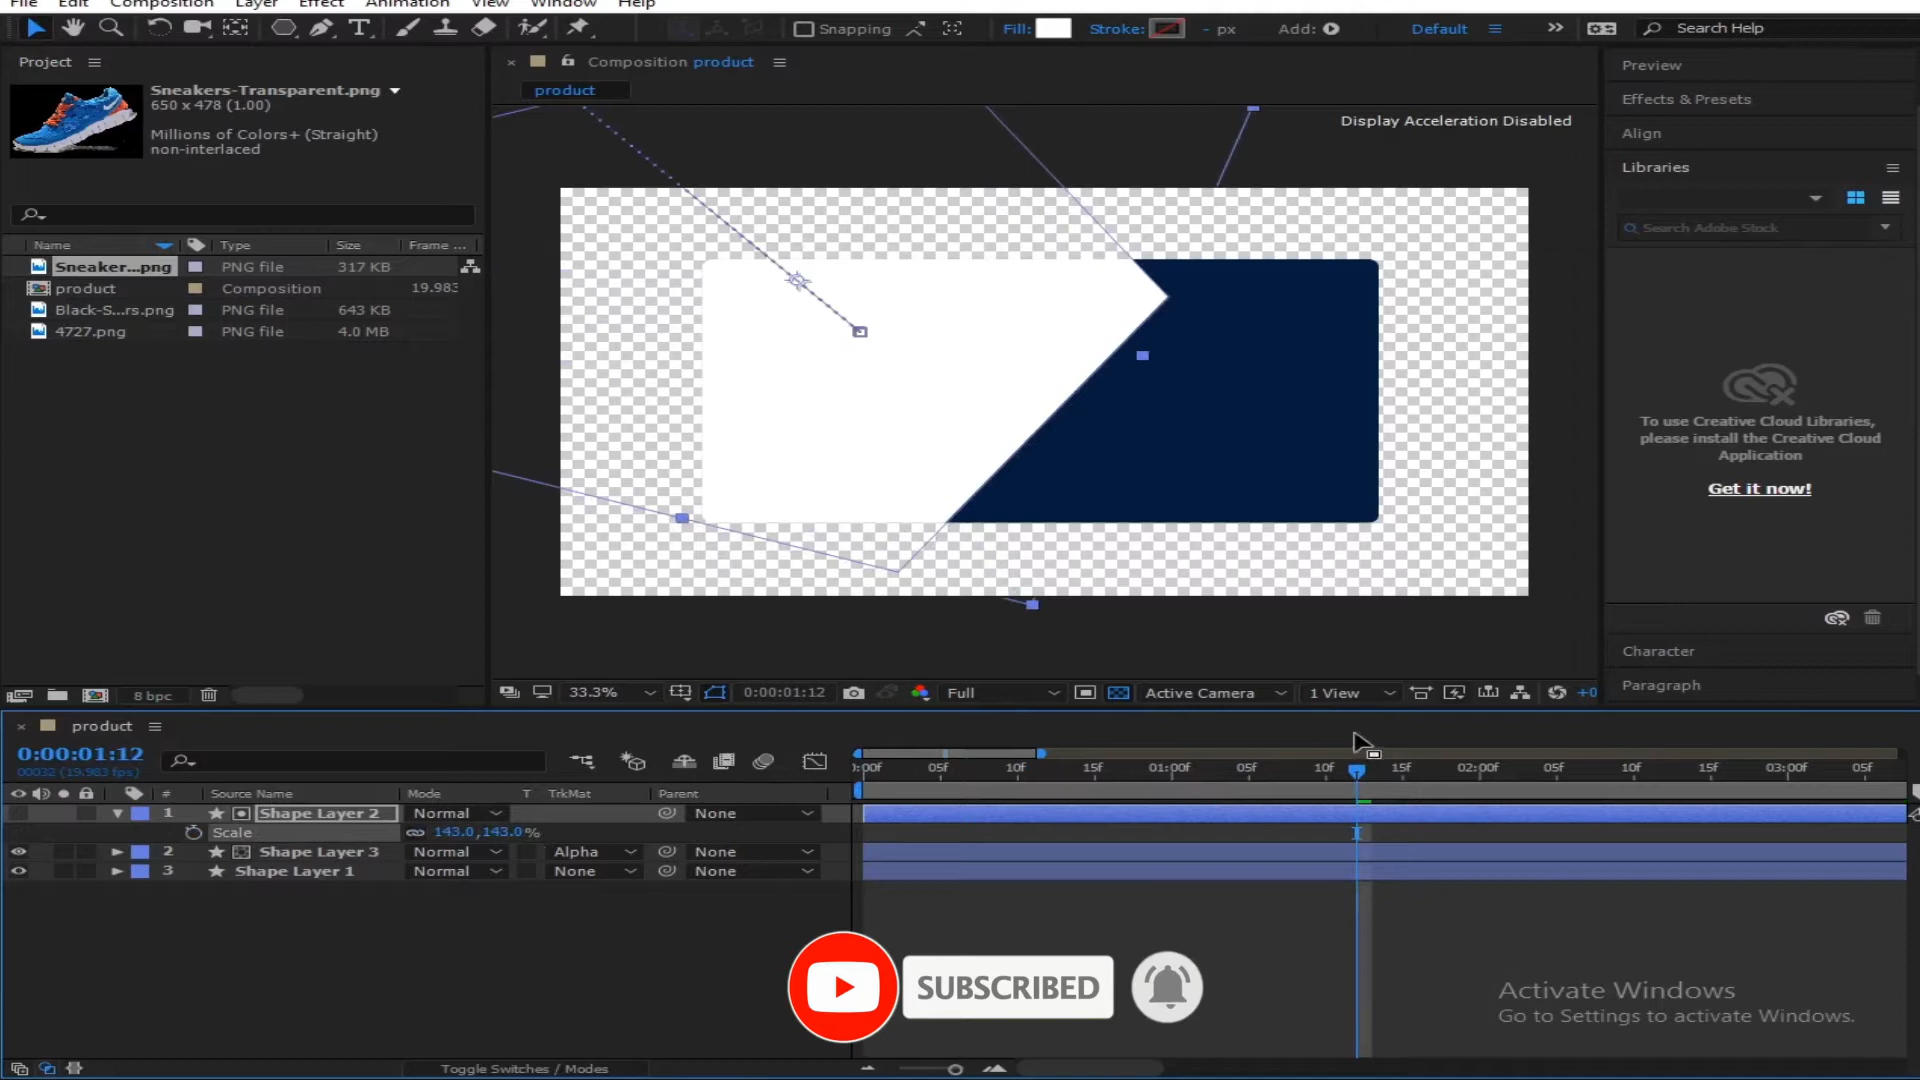 File Edit Composition Layer Effect Animation View Window Help
Snapping Fill: Stroke: - px Add: Default Search Help
Project
Sneakers-Transparent.png
650 x 478 (1.00)
Millions of Colors+ (Straight)
non-interlaced
Name Type Size Frame ...
Sneaker...png PNG file 317 KB
product Composition 19.983
Black-S...rs.png PNG file 643 KB
4727.png PNG file 4.0 MB
8 bpc
Composition product
product
Display Acceleration Disabled
33.3% 0:00:01:12 Full Active Camera 1 View +0
Preview
Effects & Presets
Align
Libraries
Search Adobe Stock
To use Creative Cloud Libraries,
please install the Creative Cloud
Application
Get it now!
Character
Paragraph
product
0:00:01:12
00032 (19.983 fps)
:00f 05f 10f 15f 01:00f 05f 10f 15f 02:00f 05f 10f 15f 03:00f 05f
# Source Name Mode T TrkMat Parent
1 Shape Layer 2 Normal None
Scale 143.0,143.0%
2 Shape Layer 3 Normal Alpha None
3 Shape Layer 1 Normal None None
SUBSCRIBED
Activate Windows
Go to Settings to activate Windows.
Toggle Switches / Modes